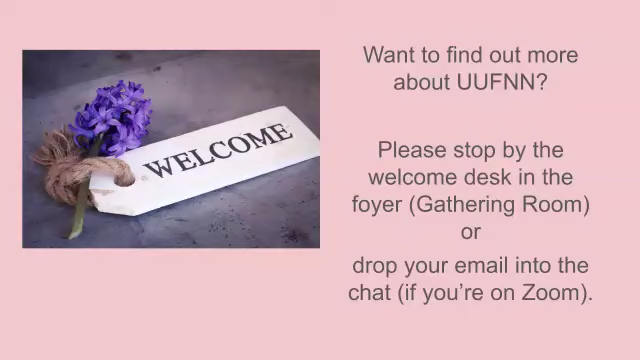 WELCOME
Want to find out more
about UUFNN?
Please stop by the
welcome desk in the
foyer (Gathering Room)
or
drop your email into the
chat (if you’re on Zoom).